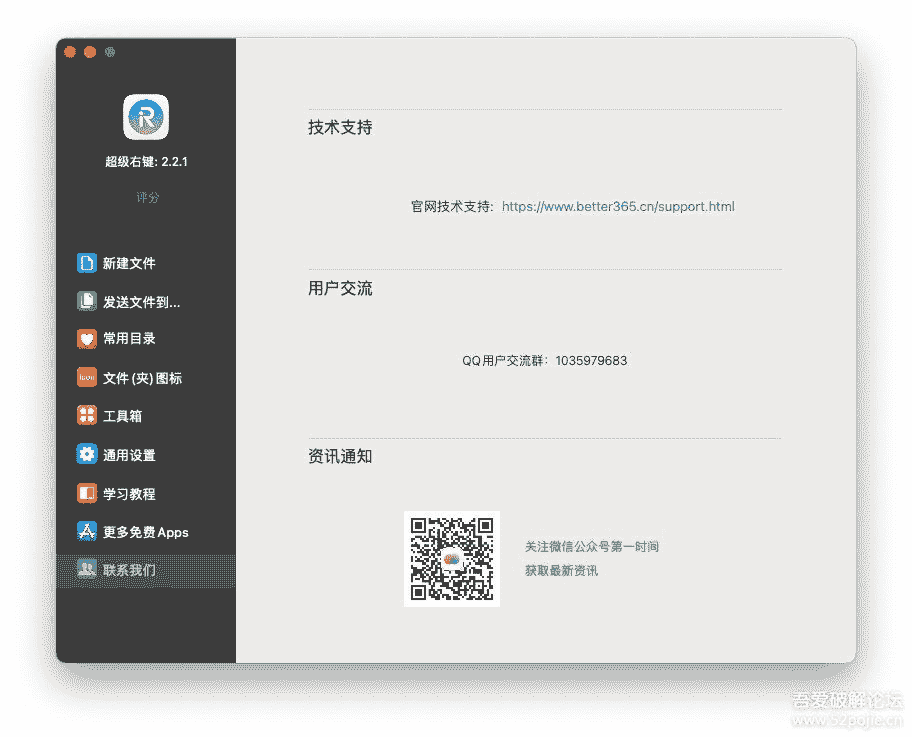 超级右键: 2.2.1
评分
新建文件
发送文件到...
常用目录
icon 文件(夹)图标
工具箱
通用设置
学习教程
更多免费Apps
联系我们
技术支持
官网技术支持: https://www.better365.cn/support.html
用户交流
QQ用户交流群: 1035979683
资讯通知
关注微信公众号第一时间
获取最新资讯
吾爱破解论坛
www.52pojie.cn